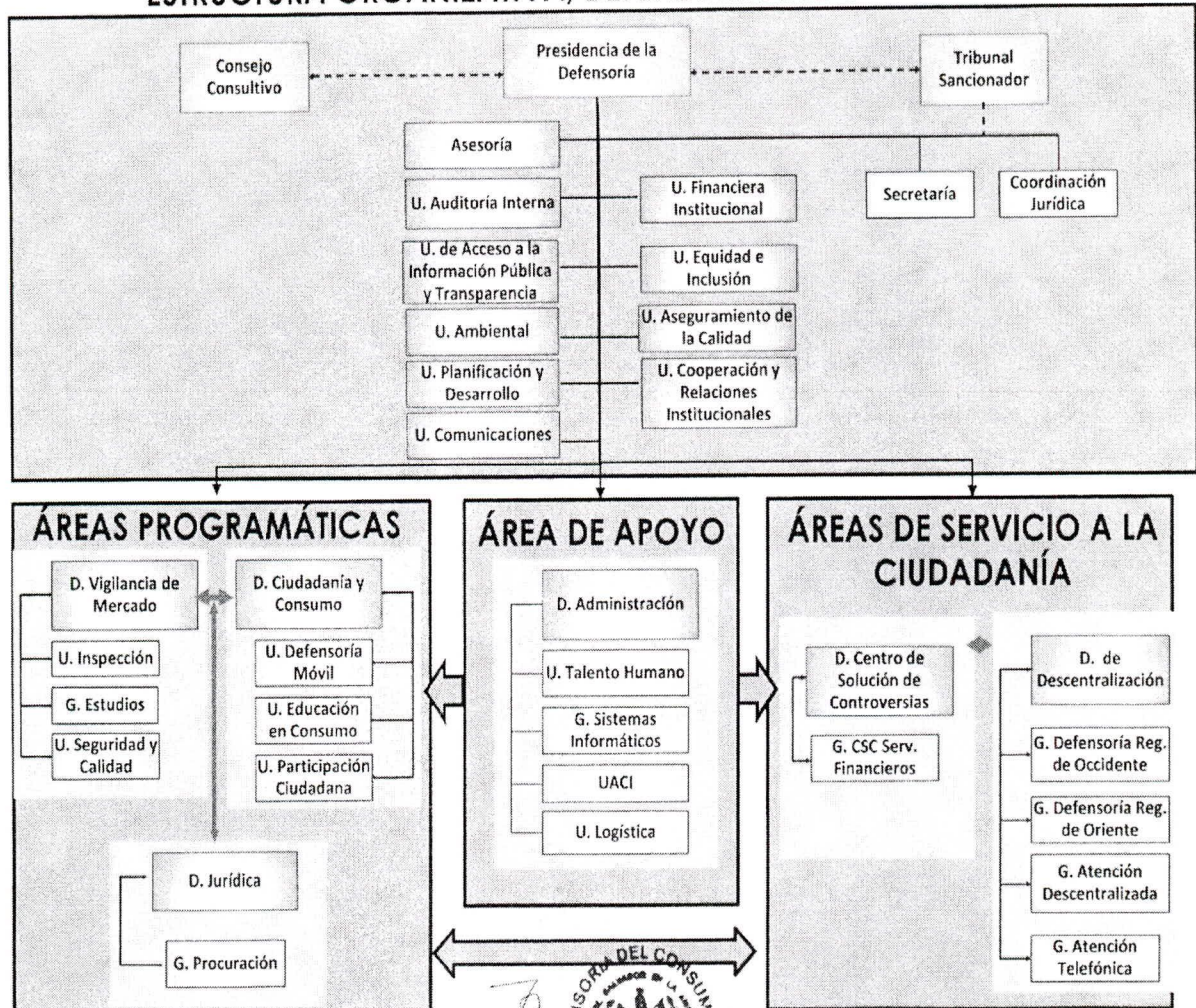 Consejo
Consultivo
Presidencia de la
Defensoría
Tribunal
Sancionador
Asesoría
U. Auditoría Interna
U. Financiera
Institucional
Secretaría
Coordinación
Jurídica
U. de Acceso a la
Información Pública
y Transparencia
U. Equidad e
Inclusión
U. Ambiental
U. Aseguramiento de
la Calidad
U. Planificación y
Desarrollo
U. Cooperación y
Relaciones
Institucionales
U. Comunicaciones
ÁREAS PROGRAMÁTICAS
D. Vigilancia de
Mercado
U. Inspección
G. Estudios
U. Seguridad y
Calidad
D. Ciudadanía y
Consumo
U. Defensoría
Móvil
U. Educación
en Consumo
U. Participación
Ciudadana
D. Jurídica
G. Procuración
ÁREA DE APOYO
D. Administración
U. Talento Humano
G. Sistemas
Informáticos
UACI
U. Logística
ÁREAS DE SERVICIO A LA
CIUDADANÍA
D. Centro de
Solución de
Controversias
G. CSC Serv.
Financieros
D. de
Descentralización
G. Defensoría Reg.
de Occidente
G. Defensoría Reg.
de Oriente
G. Atención
Descentralizada
G. Atención
Telefónica